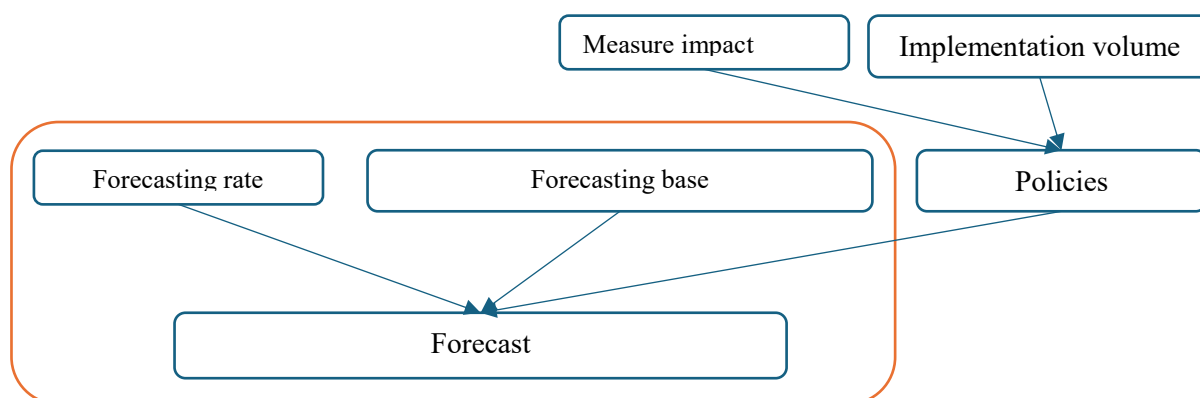 Measure impact
Implementation volume
Forecasting rate
Forecasting base
Policies
Forecast